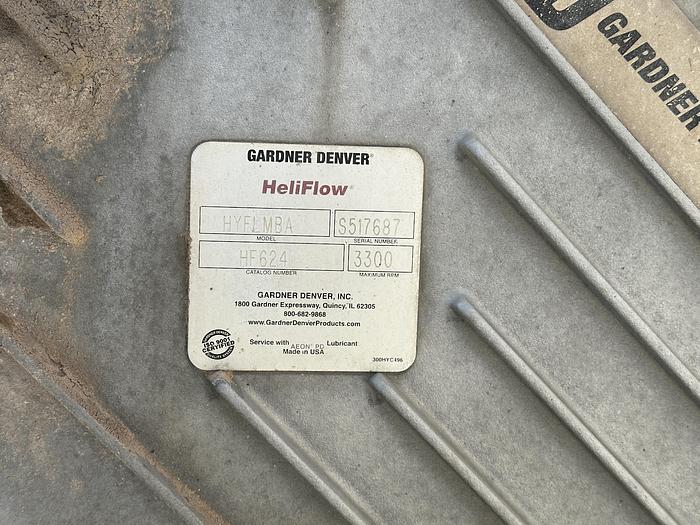 GARDNER
GARDNER DENVER®
HeliFlow®
HYFLMBA S517687
MODEL SERIAL NUMBER
HF624 3300
CATALOG NUMBER MAXIMUM RPM
GARDNER DENVER, INC.
1800 Gardner Expressway, Quincy, IL 62305
800-682-9868
www.GardnerDenverProducts.com
ISO 9001
CERTIFIED
Service with AEON® PD Lubricant
Made in USA
300HYC496